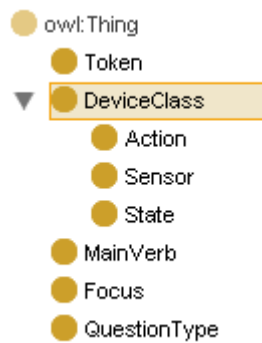 owl:Thing
Token
DeviceClass
Action
Sensor
State
MainVerb
Focus
QuestionType